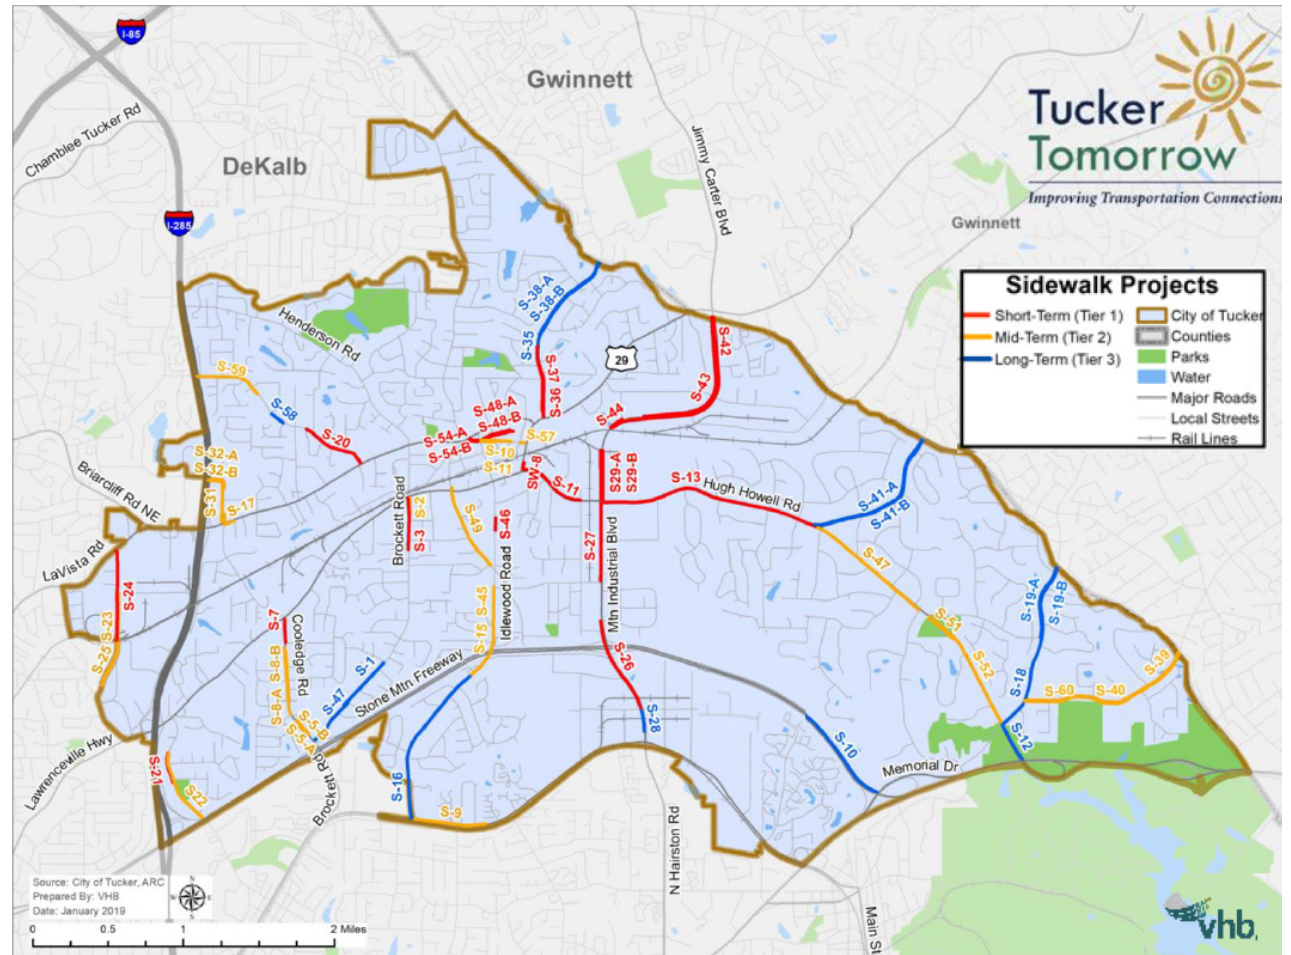 I-85
Gwinnett
Tucker
Tomorrow
Improving Transportation Connections
Chamblee Tucker Rd
DeKalb
Jimmy Carter Blvd
I-285
Gwinnett
Sidewalk Projects
Short-Term (Tier 1)
Mid-Term (Tier 2)
Long-Term (Tier 3)
City of Tucker
Counties
Parks
Water
Major Roads
Local Streets
Rail Lines
S-38-A
S-38-B
S-35
Henderson Rd
29
S-42
S-59
S-37
S-36
S-43
S-58
S-48-A
S-48-B
S-44
S-20
S-54-A
S-54-B
S-57
S-10
S-11
S-32-A
S-32-B
S-31
S-17
Briarcliff Rd NE
SW-8
S-11
S29-A
S29-B
S-13
Hugh Howell Rd
S-41-A
S-41-B
Brockett Road
S-2
S-3
S-49
S-46
S-27
Mtn Industrial Blvd
S-47
LaVista Rd
S-24
S-23
S-25
S-7
Cooledge Rd
S-8-B
S-8-A
S-5-B
S-5-A
S-1
S-47
S-45
S-15
Idlewood Road
Stone Mtn Freeway
S-26
S-28
S-51
S-52
S-19-A
S-19-B
S-18
S-60
S-40
S-39
S-12
S-10
Memorial Dr
Lawrenceville Hwy
S-21
S22
Brockett Rd
S-16
S-9
N Hairston Rd
Main St
Source: City of Tucker, ARC
Prepared By: VHB
Date: January 2019
N
W
E
S
0
0.5
1
2 Miles
vhb.